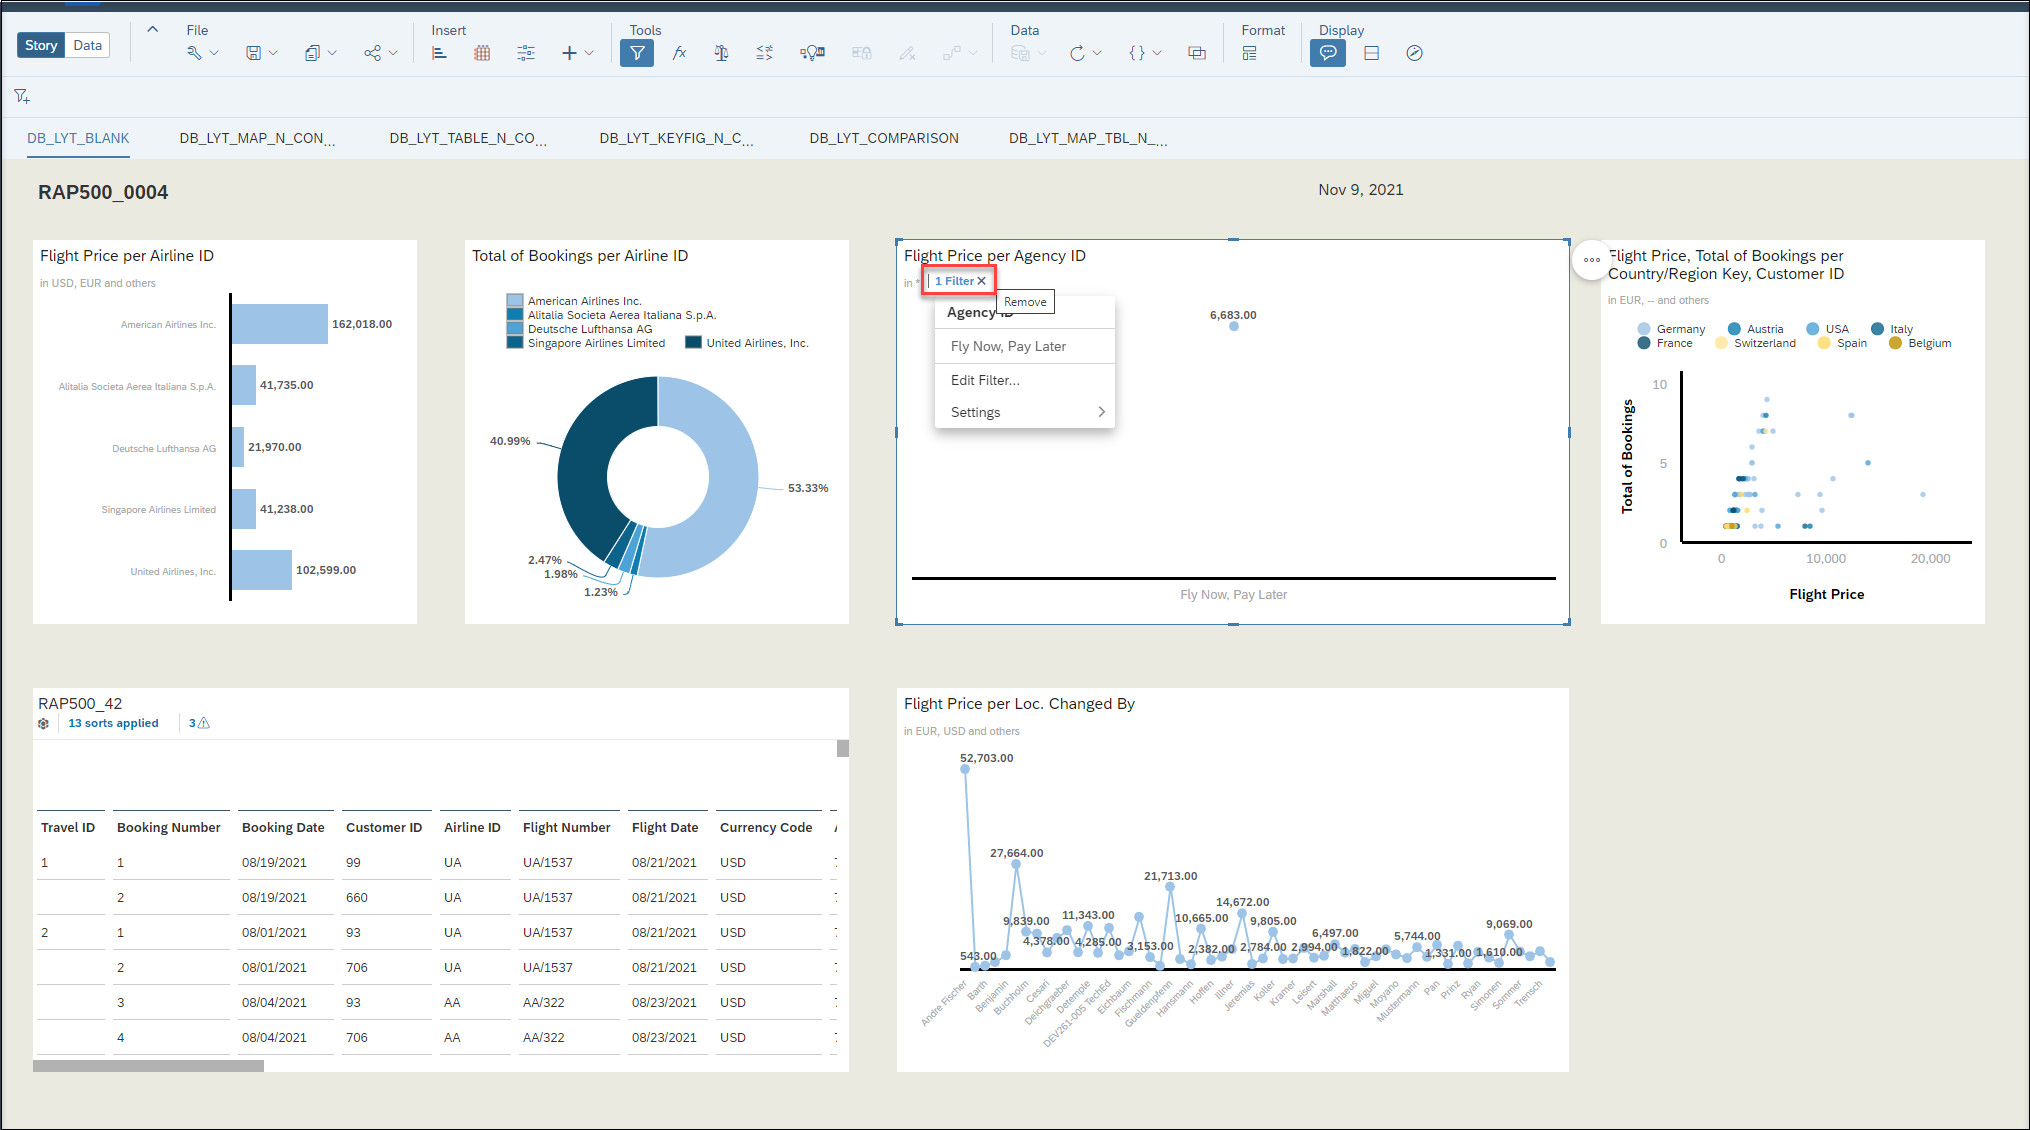 Story Data
File
Insert
Tools
Data
Format
Display
DB_LYT_BLANK
DB_LYT_MAP_N_CON...
DB_LYT_TABLE_N_CO...
DB_LYT_KEYFIG_N_C...
DB_LYT_COMPARISON
DB_LYT_MAP_TBL_N_...
RAP500_0004
Nov 9, 2021
Flight Price per Airline ID
in USD, EUR and others
American Airlines Inc. 162,018.00
Alitalia Societa Aerea Italiana S.p.A. 41,735.00
Deutsche Lufthansa AG 21,970.00
Singapore Airlines Limited 41,238.00
United Airlines, Inc. 102,599.00
Total of Bookings per Airline ID
American Airlines Inc.
Alitalia Societa Aerea Italiana S.p.A.
Deutsche Lufthansa AG
Singapore Airlines Limited United Airlines, Inc.
40.99%
53.33%
2.47%
1.98%
1.23%
Flight Price per Agency ID
in *
1 Filter
Remove
Agency ID
Fly Now, Pay Later
Edit Filter...
Settings
6,683.00
Fly Now, Pay Later
Flight Price, Total of Bookings per
Country/Region Key, Customer ID
in EUR, -- and others
Germany Austria USA Italy
France Switzerland Spain Belgium
Total of Bookings
10
5
0
0 10,000 20,000
Flight Price
RAP500_42
13 sorts applied 3
Travel ID Booking Number Booking Date Customer ID Airline ID Flight Number Flight Date Currency Code
1 1 08/19/2021 99 UA UA/1537 08/21/2021 USD
2 08/19/2021 660 UA UA/1537 08/21/2021 USD
2 1 08/01/2021 93 UA UA/1537 08/21/2021 USD
2 08/01/2021 706 UA UA/1537 08/21/2021 USD
3 08/04/2021 93 AA AA/322 08/23/2021 USD
4 08/04/2021 706 AA AA/322 08/23/2021 USD
Flight Price per Loc. Changed By
in EUR, USD and others
52,703.00
27,664.00
21,713.00
14,672.00
9,839.00 11,343.00 10,665.00 9,805.00 9,069.00
6,497.00 5,744.00
4,378.00 4,285.00 3,153.00 2,382.00 2,784.00 2,994.00 1,822.00 1,331.00 1,610.00
543.00
Andre Fischer
Barth
Benjamin
Buchholm
Cesari
Deichgraeber
Detemple
DEV261-005 TechEd
Eichbaum
Fischmann
Gueldenpfenn
Hansmann
Hoffen
Illner
Jeremias
Koller
Kramer
Leisert
Marshall
Matthaeus
Miguel
Moyano
Mustermann
Pan
Prinz
Ryan
Simonen
Sommer
Trensch